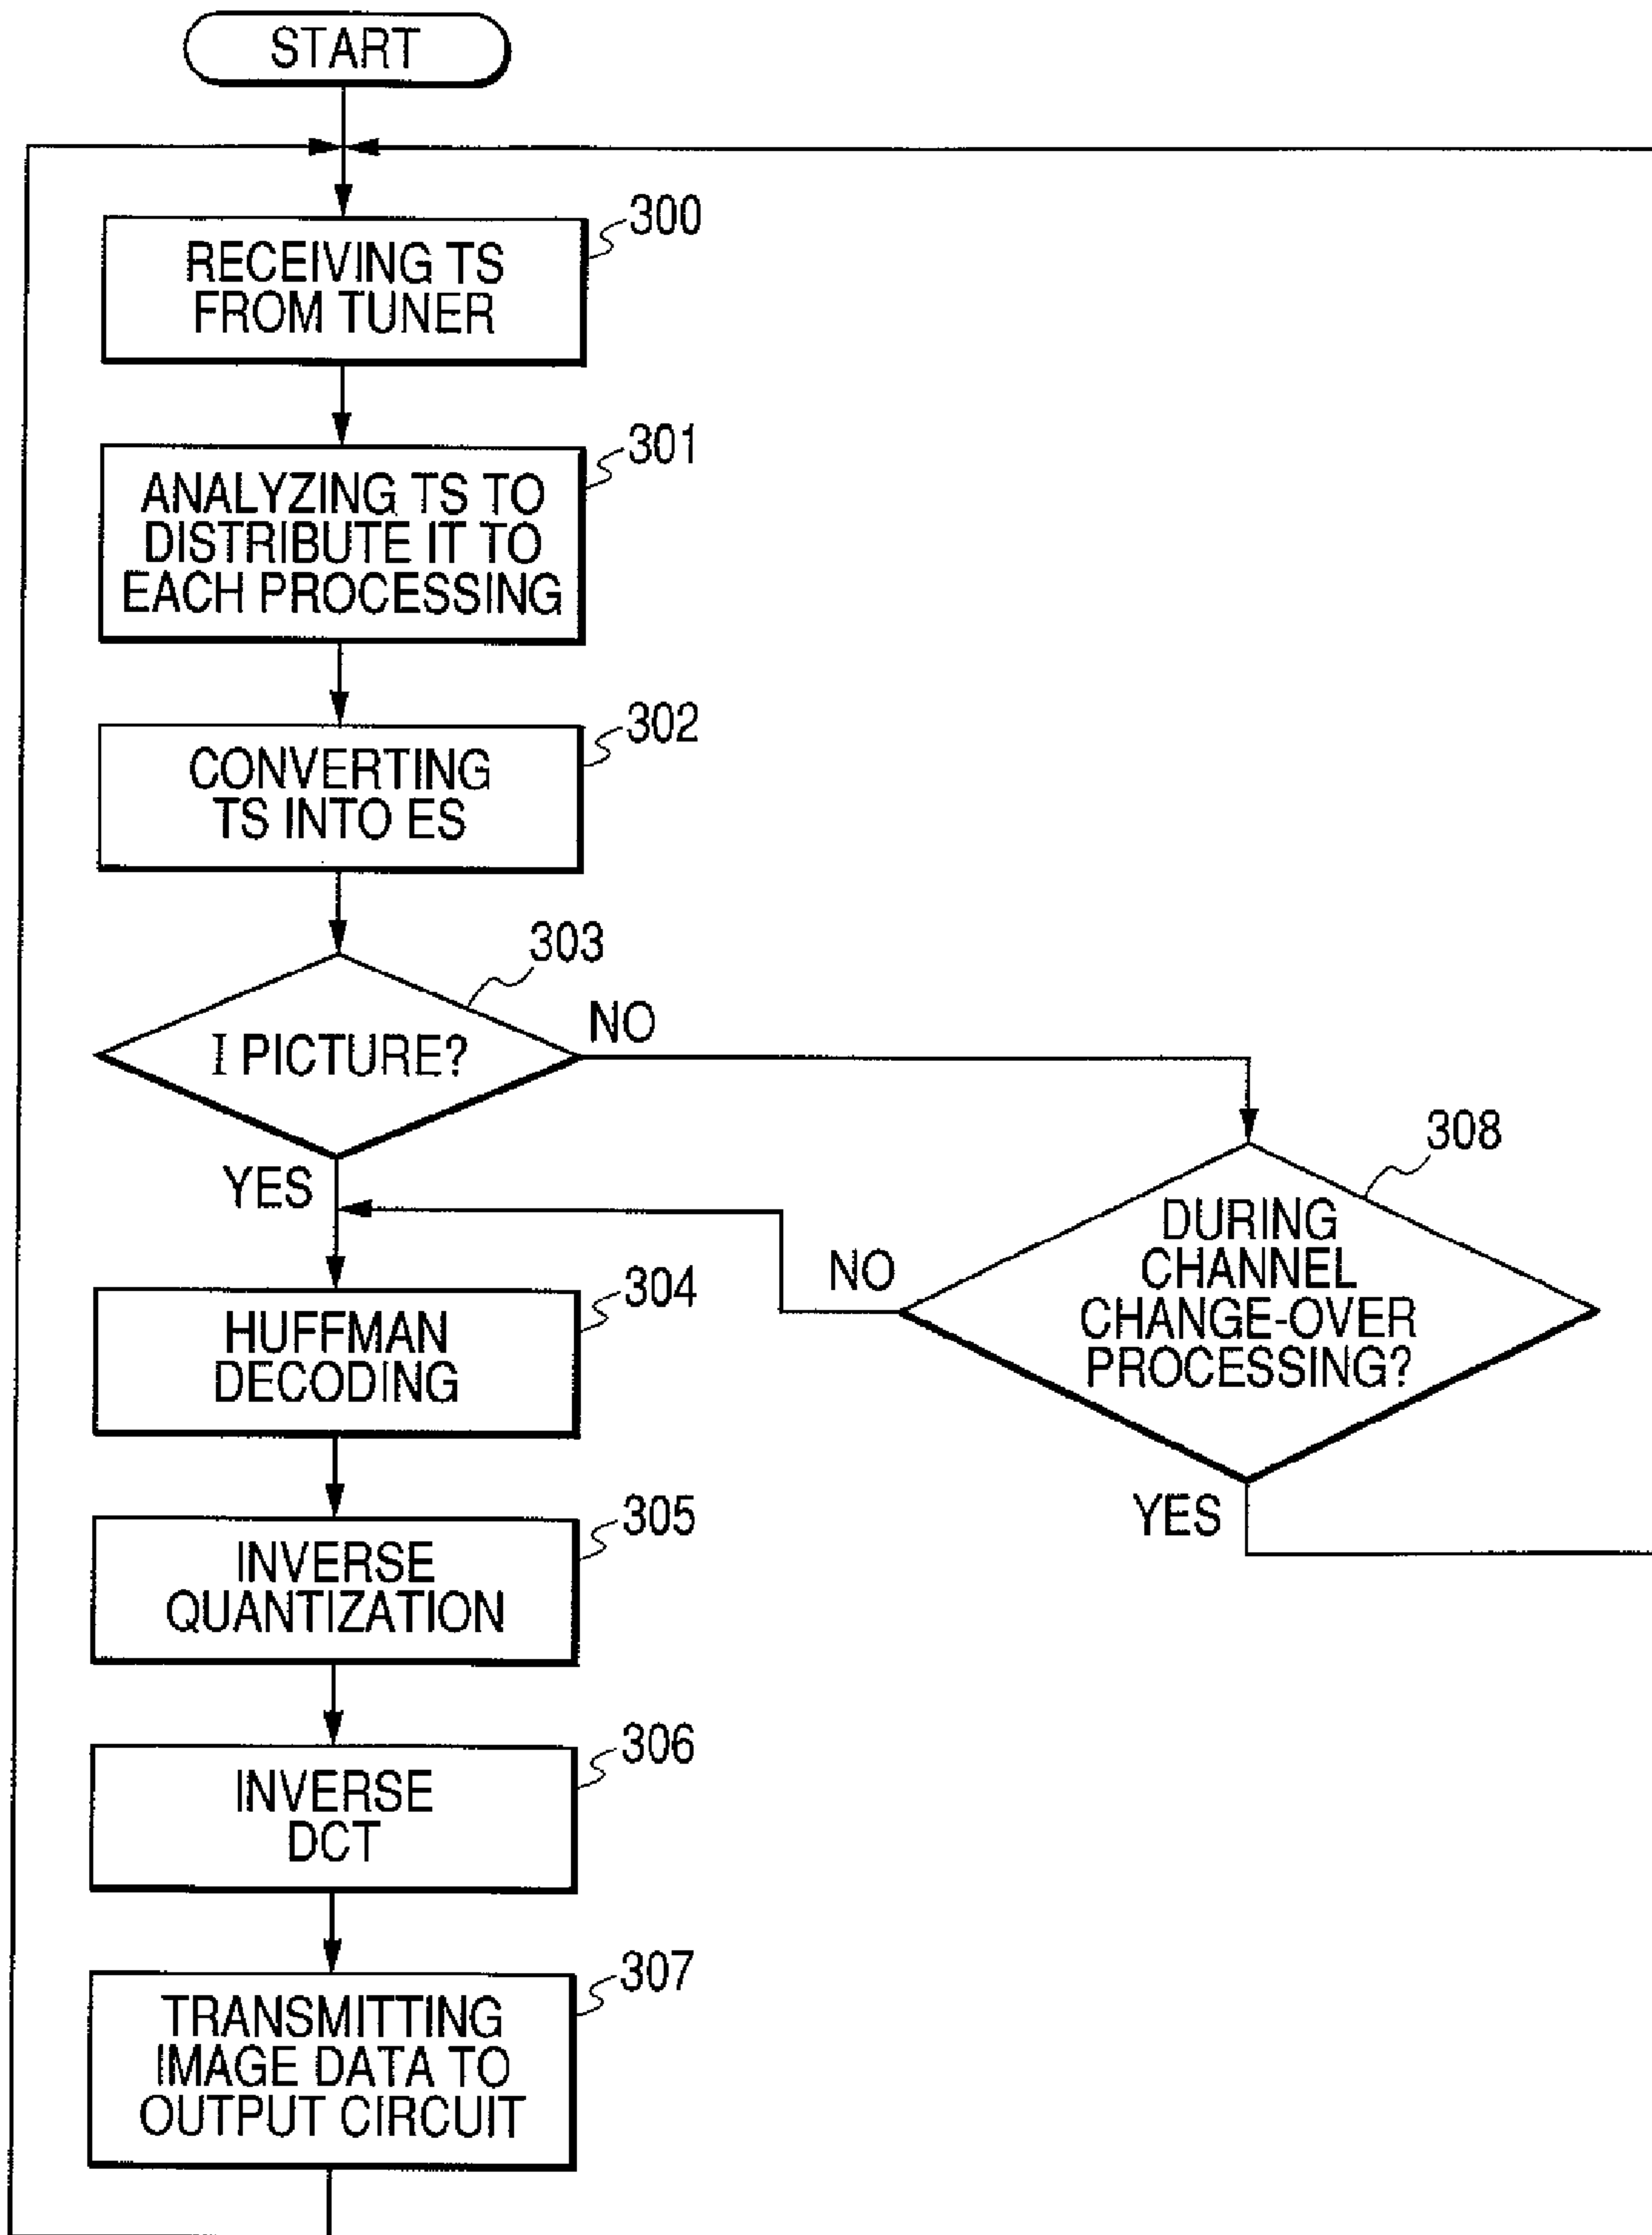 START
300
RECEIVING TS
FROM TUNER
301
ANALYZING TS TO
DISTRIBUTE IT TO
EACH PROCESSING
302
CONVERTING
TS INTO ES
303
I PICTURE?
NO
YES
308
DURING
CHANNEL
CHANGE-OVER
PROCESSING?
NO
YES
304
HUFFMAN
DECODING
305
INVERSE
QUANTIZATION
306
INVERSE
DCT
307
TRANSMITTING
IMAGE DATA TO
OUTPUT CIRCUIT